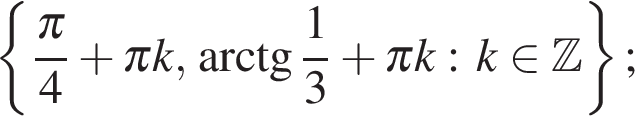 { π/4 + πk, arctg 1/3 + πk : k ∈ ℤ };